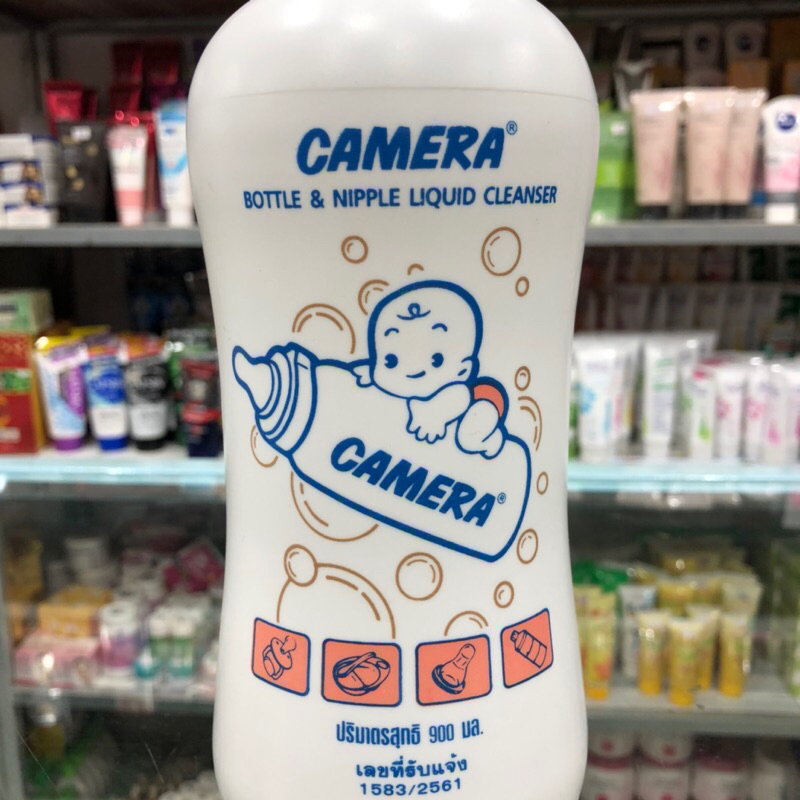 CAMERA®
BOTTLE & NIPPLE LIQUID CLEANSER
CAMERA®
ปริมาตรสุทธิ 900 มล.
เลขที่รับแจ้ง
1583/2561